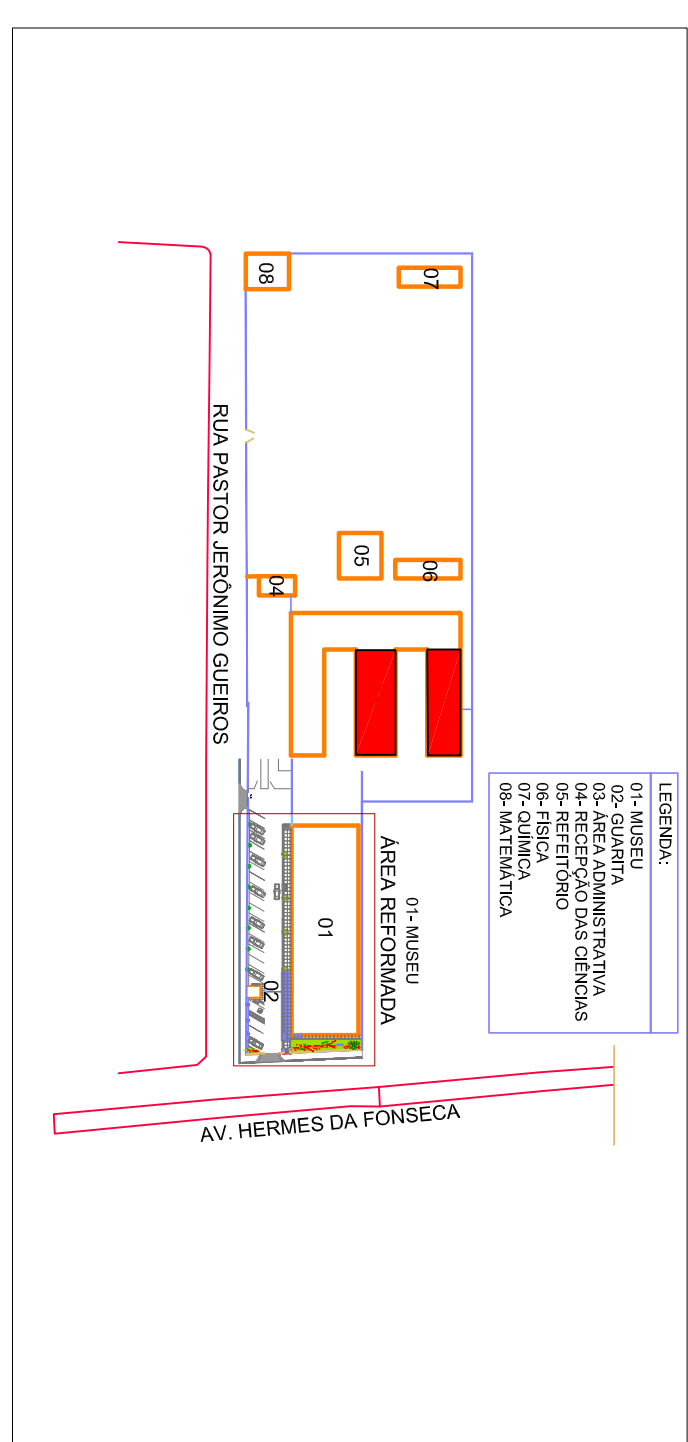 LEGENDA:
01- MUSEU
02- GUARITA
03- ÁREA ADMINISTRATIVA
04- RECEPÇÃO DAS CIÊNCIAS
05- REFEITÓRIO
06- FÍSICA
07- QUÍMICA
08- MATEMÁTICA
07
06
05
08
04
01- MUSEU
ÁREA REFORMADA
01
02
RUA PASTOR JERÔNIMO GUEIROS
AV. HERMES DA FONSECA